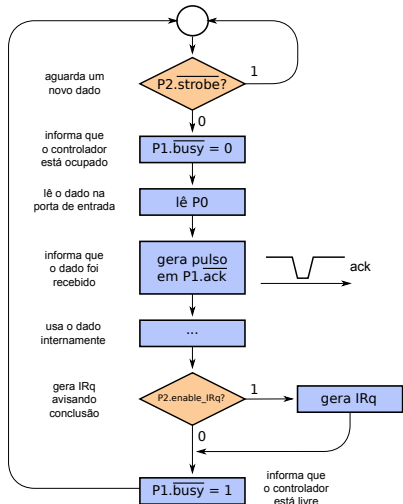 1
aguarda um
novo dado
P2.strobe?
0
informa que
o controlador
está ocupado
P1.busy = 0
lê o dado na
porta de entrada
lê P0
informa que
o dado foi
recebido
gera pulso
em P1.ack
ack
usa o dado
internamente
...
gera IRq
avisando
conclusão
P2.enable_IRq?
1
gera IRq
0
P1.busy = 1
informa que
o controlador
está livre